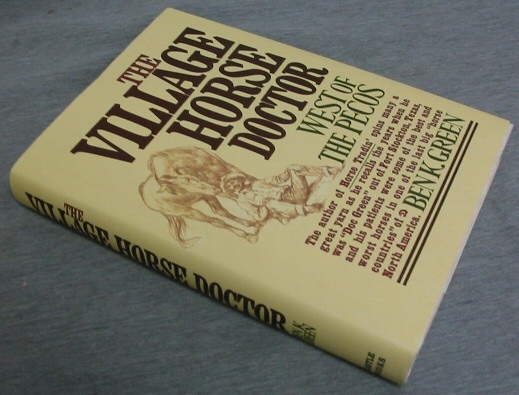 THE
VILLAGE
HORSE
DOCTOR
WEST OF
THE PECOS
The author of Horse Tradin' spins many a
great yarn as he recalls the years when he
was "Doc Green" out of Fort Stockton, Texas,
and his patients were some of the best and
worst horses in one of the last big "horse
countries" of
North America.
BEN K. GREEN
THE
VILLAGE HORSE DOCTOR
BEN K.
GREEN